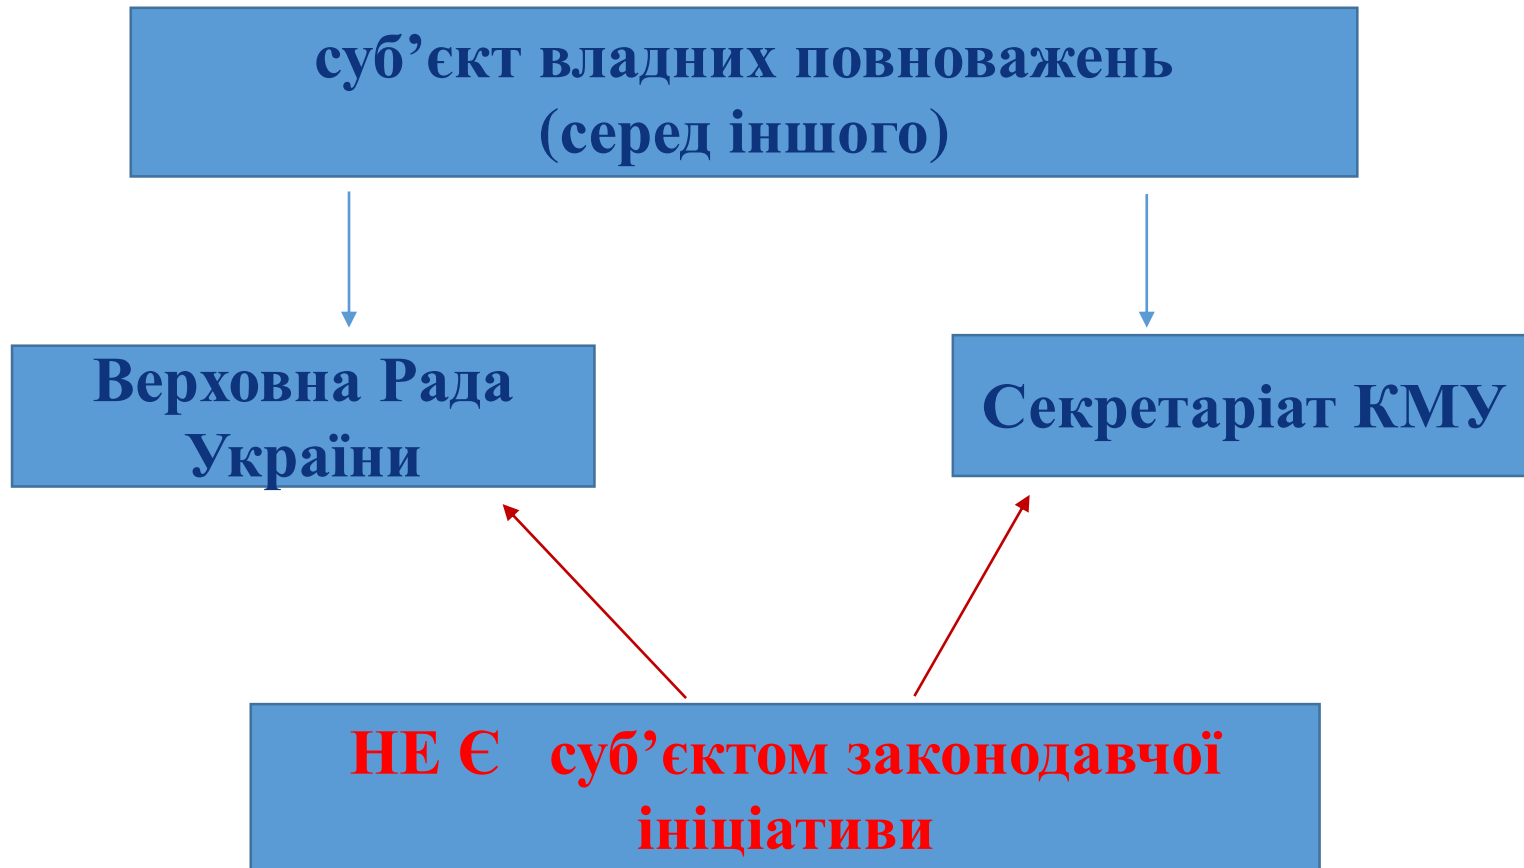 суб’єкт владних повноважень
(серед іншого)
Верховна Рада
України
Секретаріат КМУ
НЕ Є суб’єктом законодавчої
ініціативи